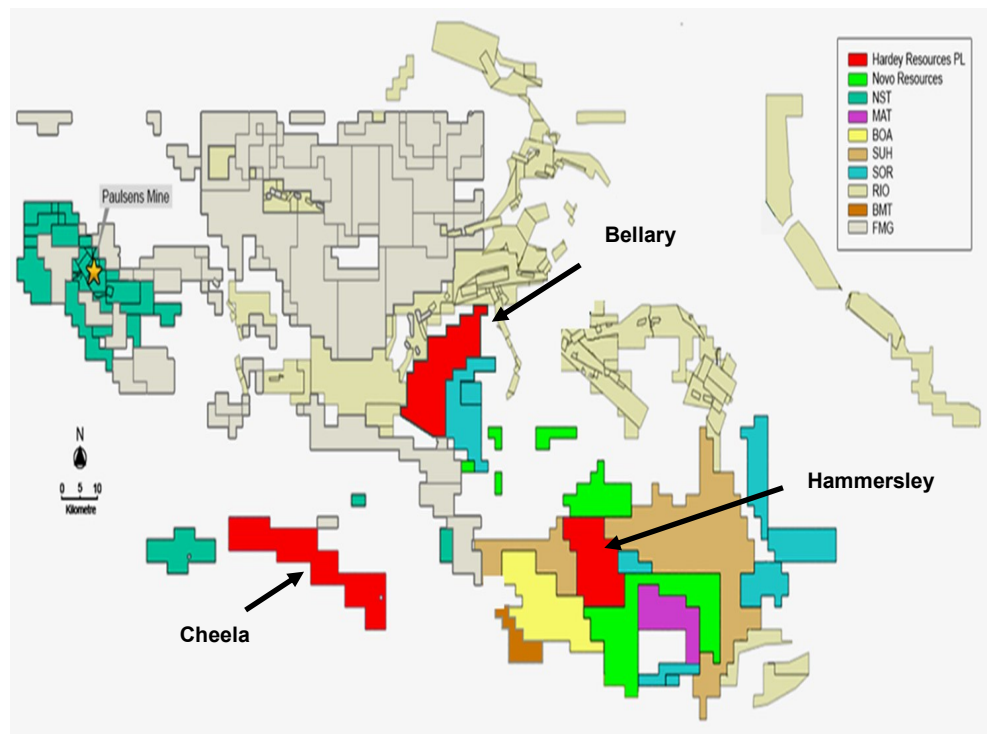 Hardey Resources PL
Novo Resources
NST
MAT
BOA
SUH
SOR
RIO
BMT
FMG
Paulsens Mine
Bellary
N
0 5 10
Kilometre
Hammersley
Cheela